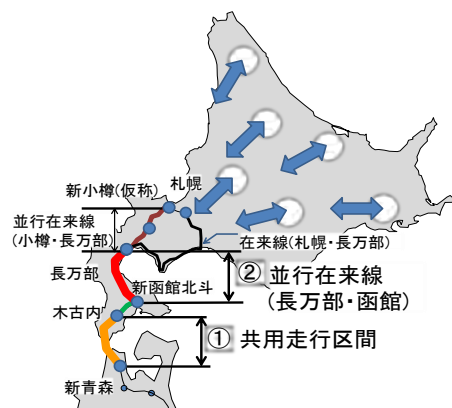 新小樽(仮称)
札幌
並行在来線
(小樽・長万部)
在来線(札幌・長万部)
長万部
② 並行在来線
(長万部・函館)
新函館北斗
木古内
① 共用走行区間
新青森